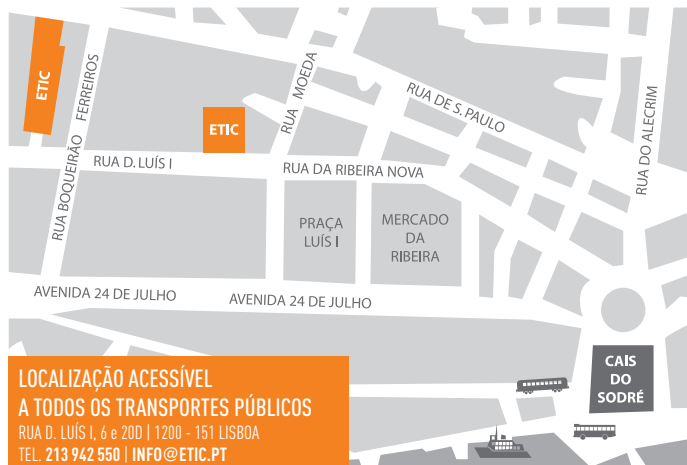 ETIC
RUA BOQUEIRÃO FERREIROS
RUA MOEDA
RUA DE S. PAULO
RUA DO ALECRIM
ETIC
RUA D. LUÍS I
RUA DA RIBEIRA NOVA
PRAÇA
LUÍS I
MERCADO
DA
RIBEIRA
AVENIDA 24 DE JULHO
AVENIDA 24 DE JULHO
CAIS
DO
SODRÉ
LOCALIZAÇÃO ACESSÍVEL
A TODOS OS TRANSPORTES PÚBLICOS
RUA D. LUÍS I, 6 e 20D | 1200 - 151 LISBOA
TEL. 213 942 550 | INFO@ETIC.PT